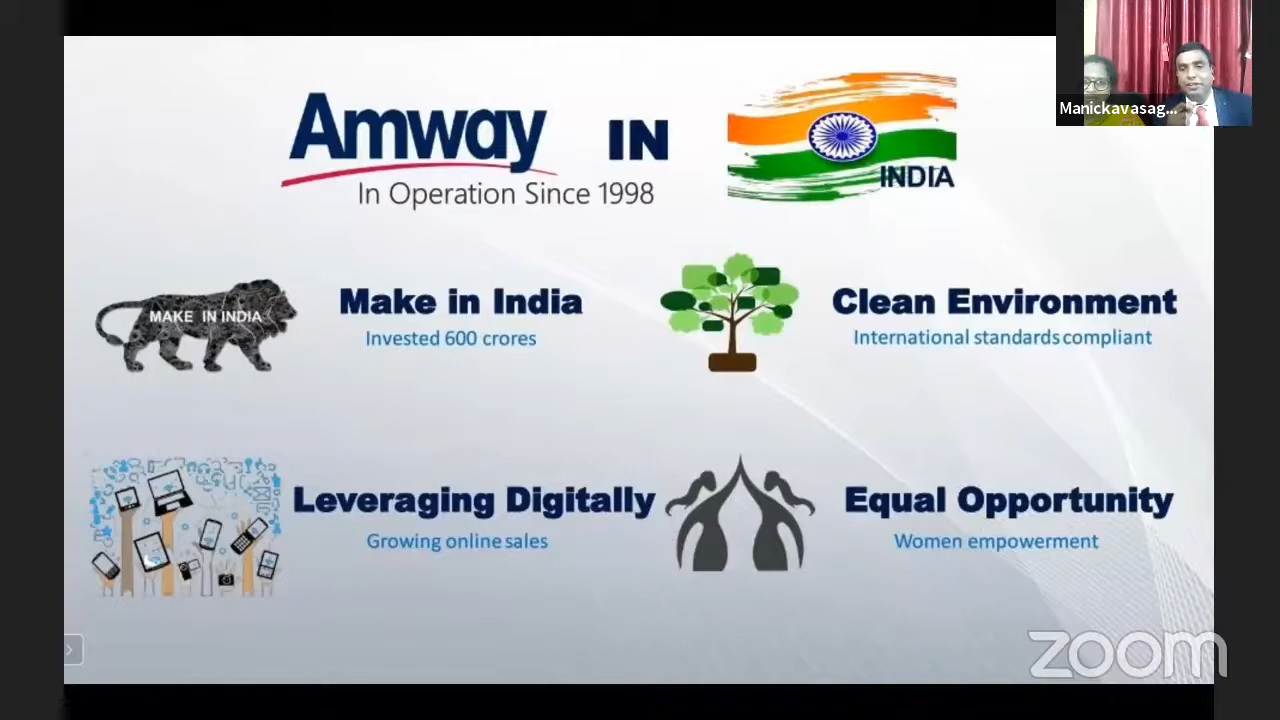 Amway IN
In Operation Since 1998
INDIA
Manickavasag...
MAKE IN INDIA
Make in India
Invested 600 crores
Clean Environment
International standards compliant
Leveraging Digitally
Growing online sales
Equal Opportunity
Women empowerment
zoom